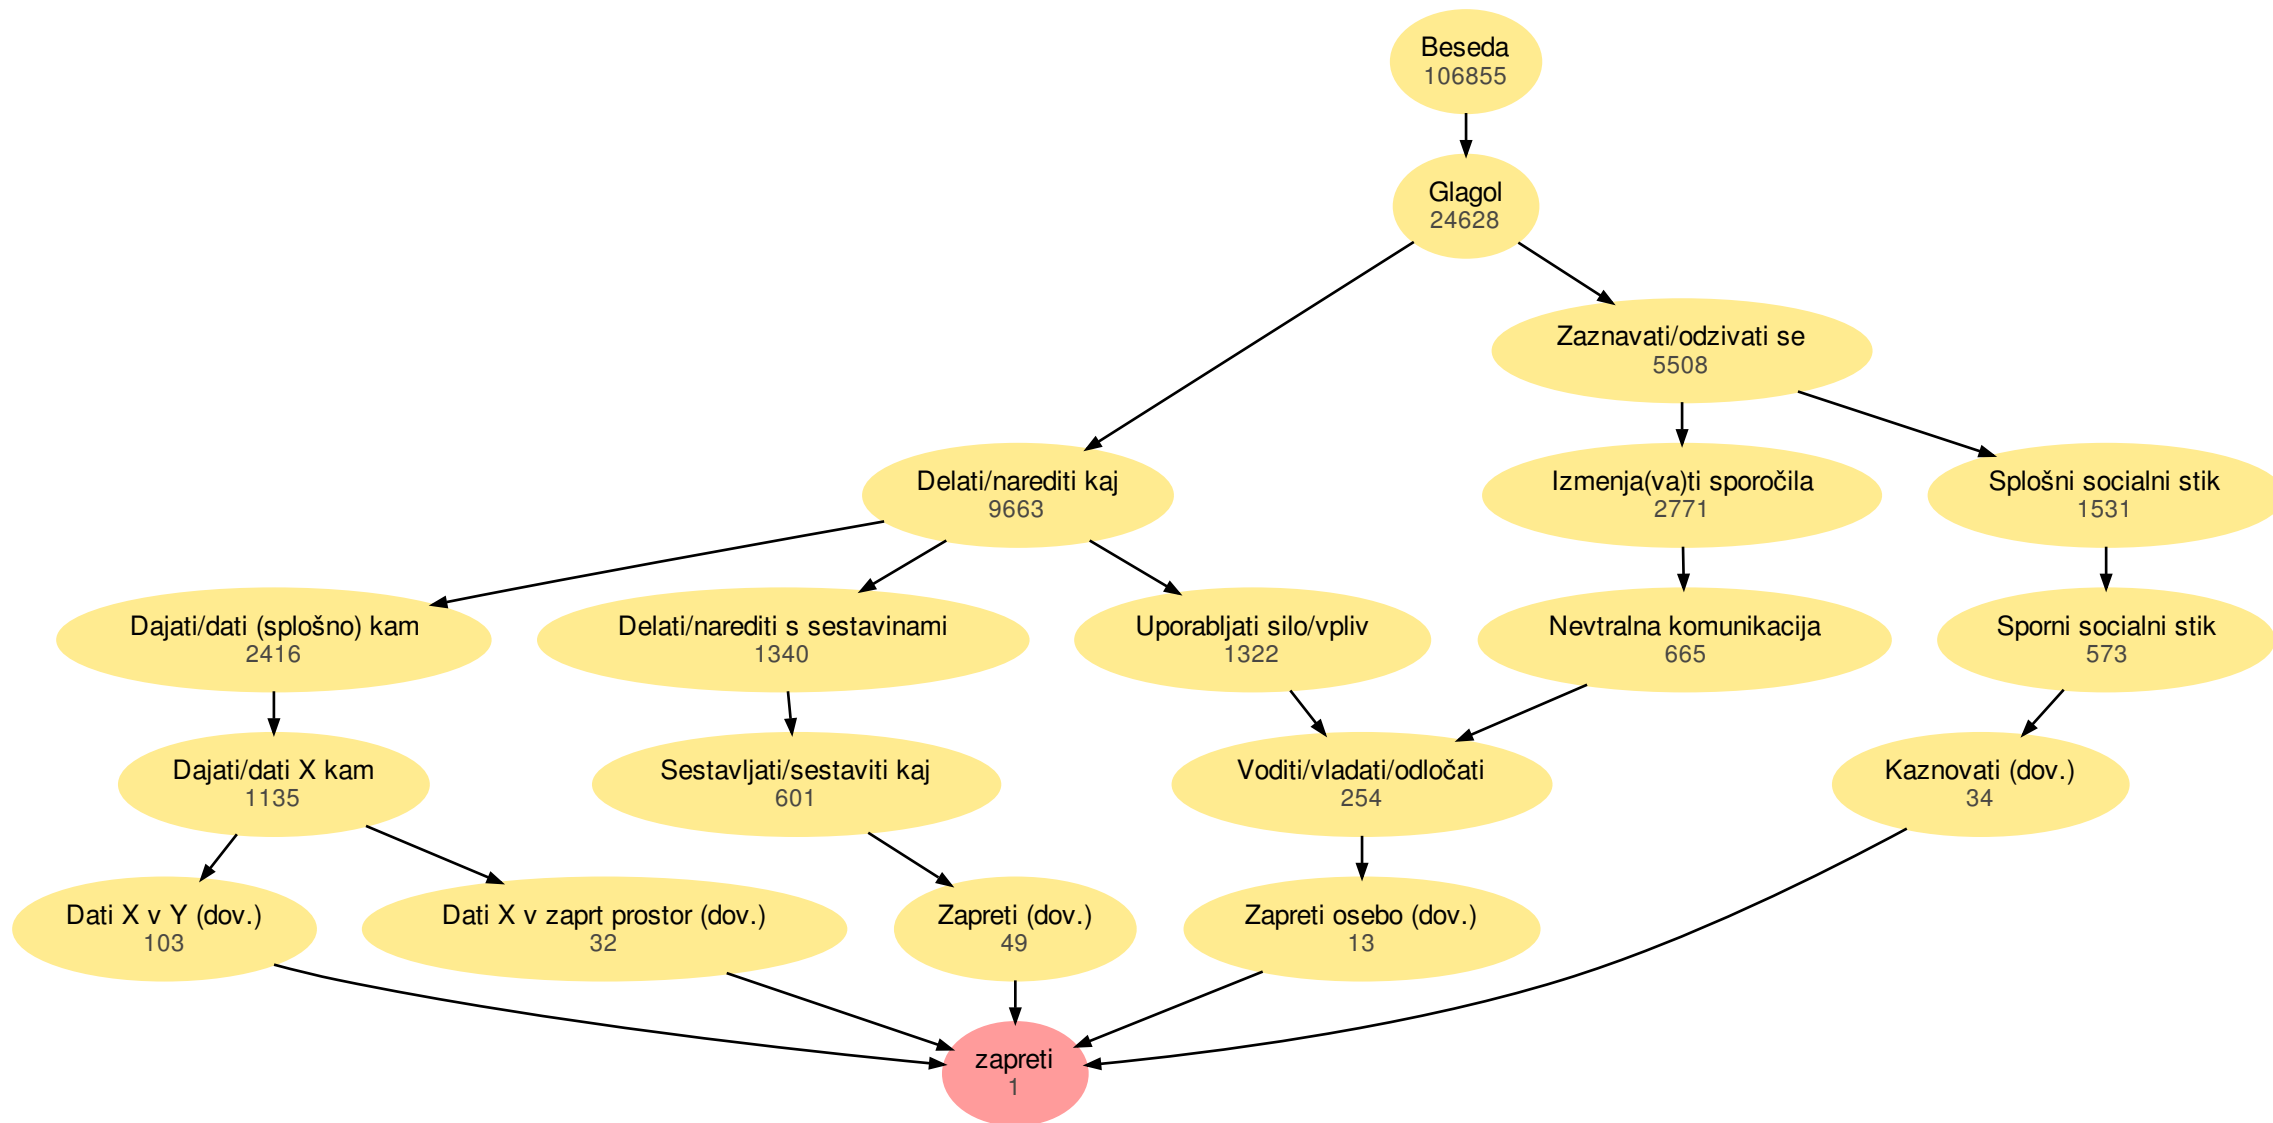 Beseda
106855
Glagol
24628
Zaznavati/odzivati se
5508
Delati/narediti kaj
9663
Izmenja(va)ti sporočila
2771
Splošni socialni stik
1531
Dajati/dati (splošno) kam
2416
Delati/narediti s sestavinami
1340
Uporabljati silo/vpliv
1322
Nevtralna komunikacija
665
Sporni socialni stik
573
Dajati/dati X kam
1135
Sestavljati/sestaviti kaj
601
Voditi/vladati/odločati
254
Kaznovati (dov.)
34
Dati X v Y (dov.)
103
Dati X v zaprt prostor (dov.)
32
Zapreti (dov.)
49
Zapreti osebo (dov.)
13
zapreti
1